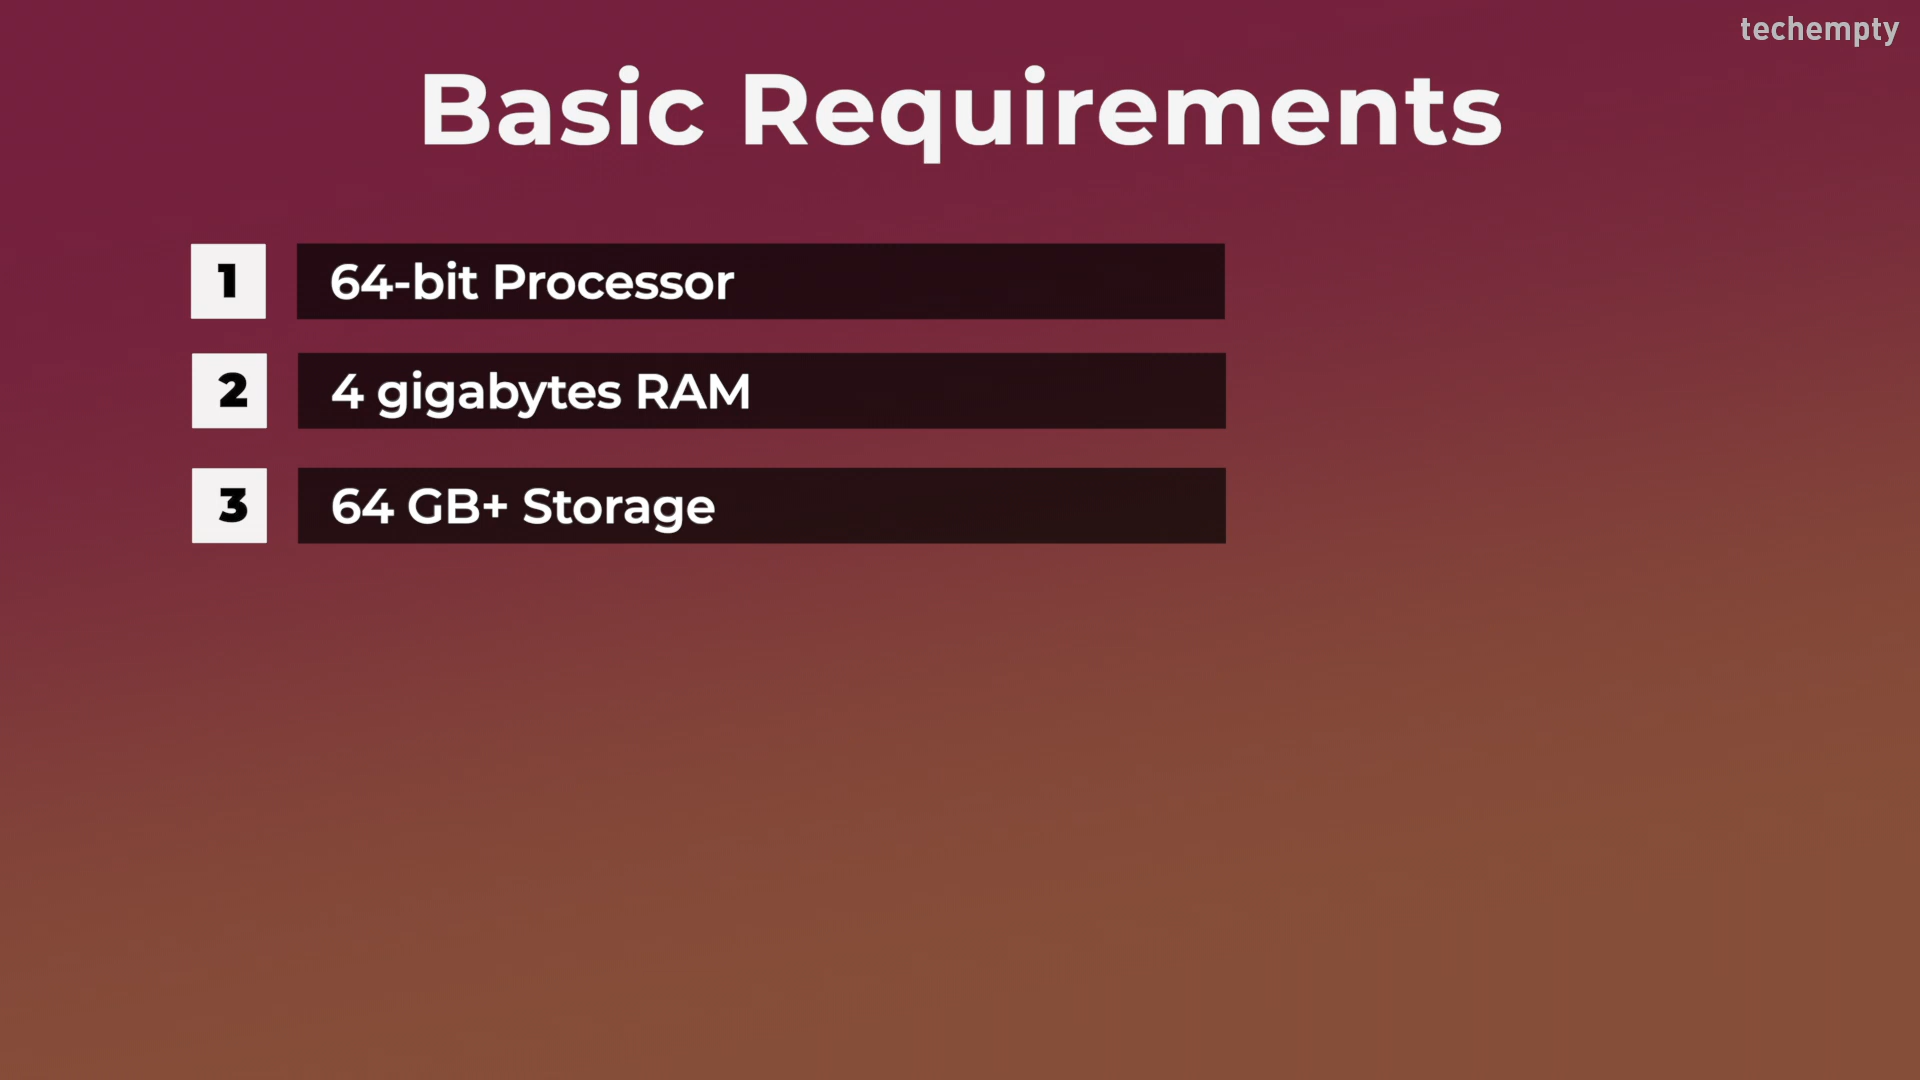 techempty
Basic Requirements
1 64-bit Processor
2 4 gigabytes RAM
3 64 GB+ Storage